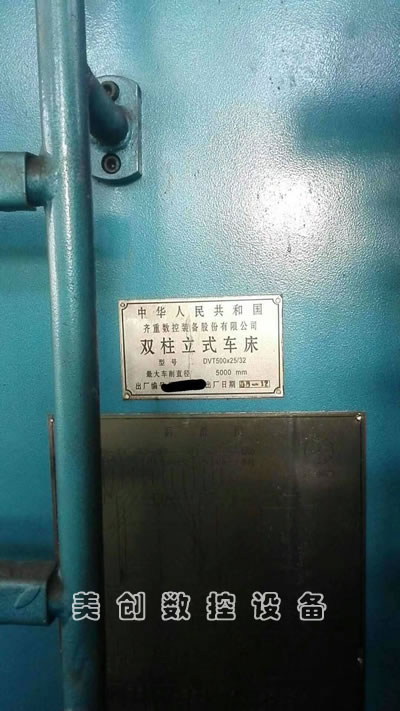 中华人民共和国
齐重数控装备股份有限公司
双柱立式车床
型号 DVT500x25/32
最大车削直径 5000 mm
出厂编号 出厂日期
美创数控设备